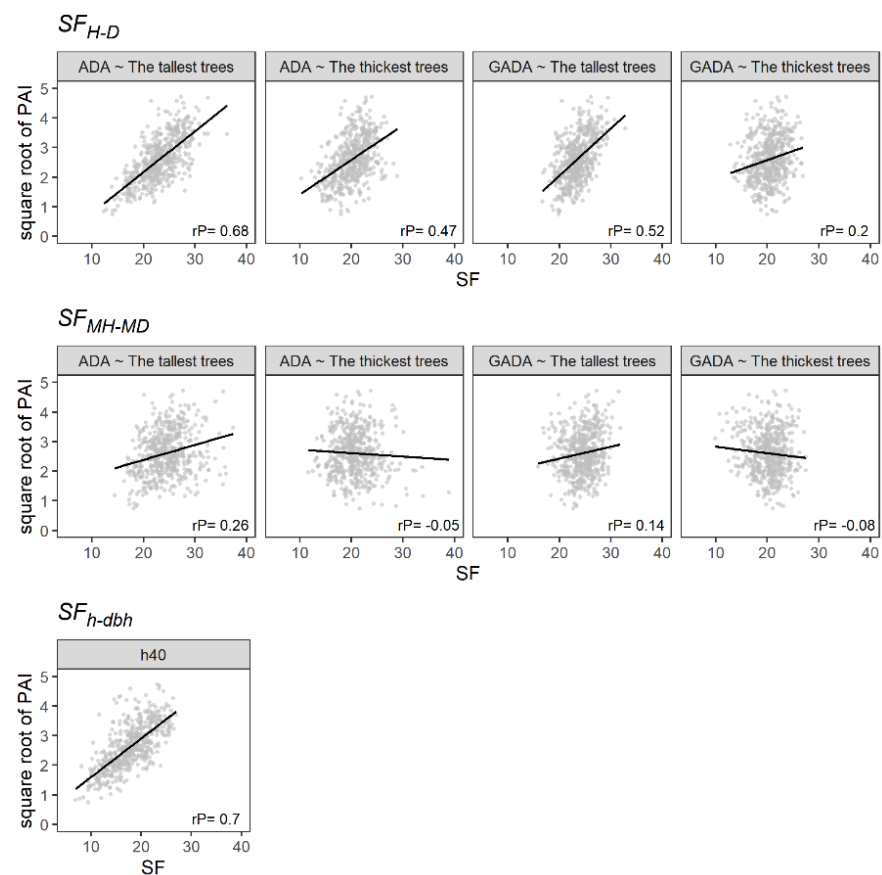 SF H-D
ADA ~ The tallest trees ADA ~ The thickest trees GADA ~ The tallest trees GADA ~ The thickest trees
square root of PAI
5
4
3
2
1
0
rP= 0.68 rP= 0.47 rP= 0.52 rP= 0.2
10 20 30 40 10 20 30 40 10 20 30 40 10 20 30 40
SF
SF MH-MD
ADA ~ The tallest trees ADA ~ The thickest trees GADA ~ The tallest trees GADA ~ The thickest trees
square root of PAI
5
4
3
2
1
0
rP= 0.26 rP= -0.05 rP= 0.14 rP= -0.08
10 20 30 40 10 20 30 40 10 20 30 40 10 20 30 40
SF
SF h-dbh
h40
square root of PAI
5
4
3
2
1
0
rP= 0.7
10 20 30 40
SF